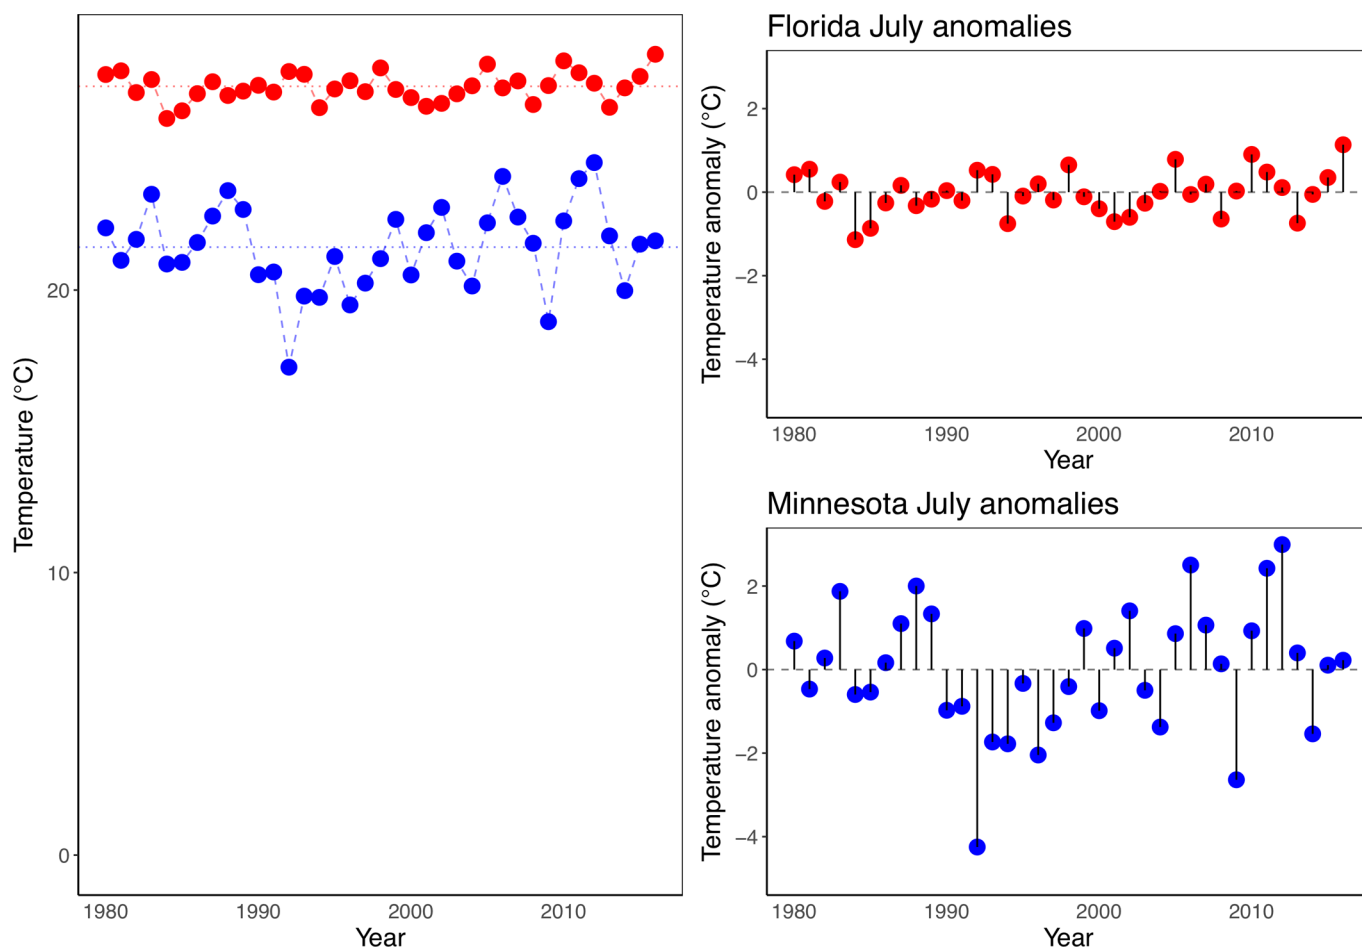 Temperature (°C)
20
10
0
1980 1990 2000 2010
Year
Florida July anomalies
Temperature anomaly (°C)
2
0
−2
−4
1980 1990 2000 2010
Year
Minnesota July anomalies
Temperature anomaly (°C)
2
0
−2
−4
1980 1990 2000 2010
Year